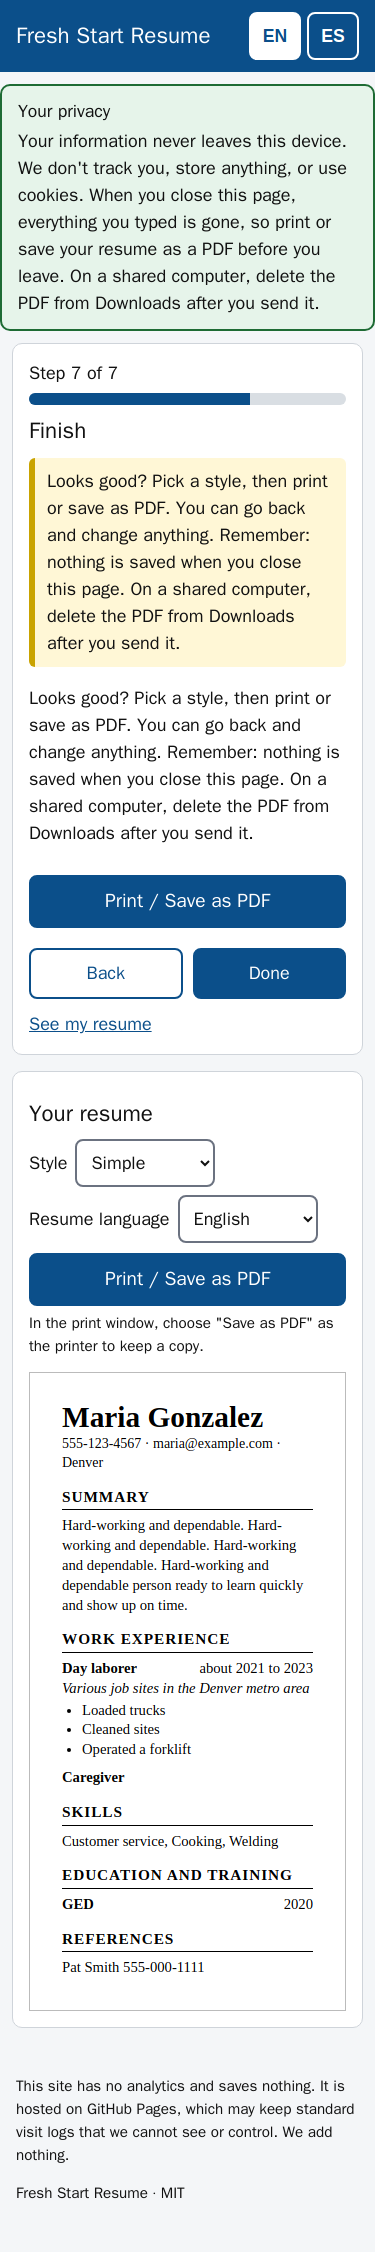 Fresh Start Resume
EN
ES
Your privacy
Your information never leaves this device.
We don't track you, store anything, or use
cookies. When you close this page,
everything you typed is gone, so print or
save your resume as a PDF before you
leave. On a shared computer, delete the
PDF from Downloads after you send it.
Step 7 of 7
Finish
Looks good? Pick a style, then print
or save as PDF. You can go back
and change anything. Remember:
nothing is saved when you close
this page. On a shared computer,
delete the PDF from Downloads
after you send it.
Looks good? Pick a style, then print or
save as PDF. You can go back and
change anything. Remember: nothing is
saved when you close this page. On a
shared computer, delete the PDF from
Downloads after you send it.
Print / Save as PDF
Back
Done
See my resume
Your resume
Style Simple
Resume language English
Print / Save as PDF
In the print window, choose "Save as PDF" as
the printer to keep a copy.
Maria Gonzalez
555-123-4567 · maria@example.com ·
Denver
SUMMARY
Hard-working and dependable. Hard-
working and dependable. Hard-working
and dependable. Hard-working and
dependable person ready to learn quickly
and show up on time.
WORK EXPERIENCE
Day laborer about 2021 to 2023
Various job sites in the Denver metro area
• Loaded trucks
• Cleaned sites
• Operated a forklift
Caregiver
SKILLS
Customer service, Cooking, Welding
EDUCATION AND TRAINING
GED 2020
REFERENCES
Pat Smith 555-000-1111
This site has no analytics and saves nothing. It is
hosted on GitHub Pages, which may keep standard
visit logs that we cannot see or control. We add
nothing.
Fresh Start Resume · MIT